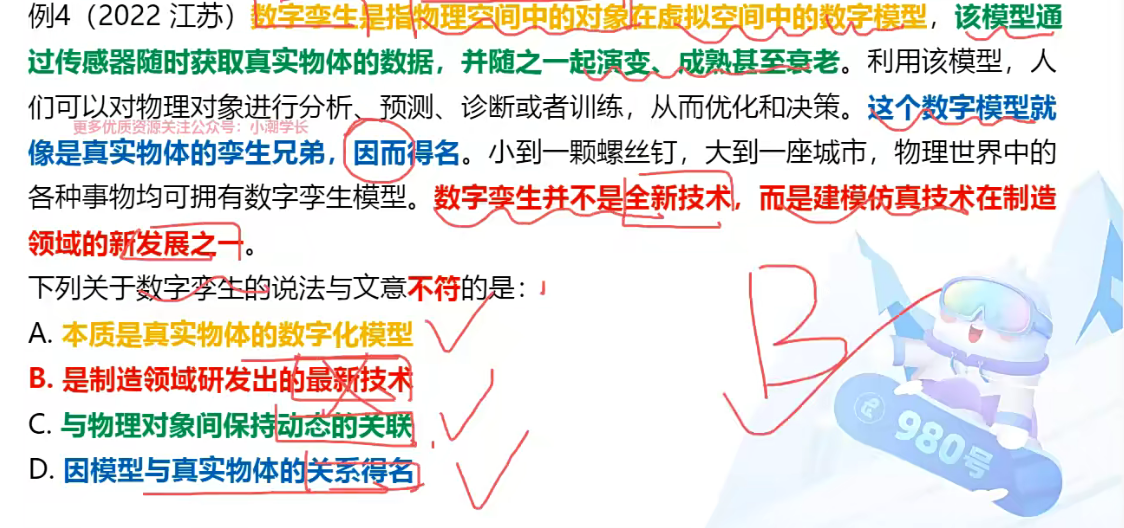 例4（2022 江苏）数字孪生是指物理空间中的对象在虚拟空间中的数字模型，该模型通
过传感器随时获取真实物体的数据，并随之一起演变、成熟甚至衰老。利用该模型，人
们可以对物理对象进行分析、预测、诊断或者训练，从而优化和决策。这个数字模型就
更多优质资源关注公众号：小潮学长
像是真实物体的孪生兄弟，因而得名。小到一颗螺丝钉，大到一座城市，物理世界中的
各种事物均可拥有数字孪生模型。数字孪生并不是全新技术，而是建模仿真技术在制造
领域的新发展之一。
下列关于数字孪生的说法与文意不符的是：
A. 本质是真实物体的数字化模型
B. 是制造领域研发出的最新技术
C. 与物理对象间保持动态的关联
D. 因模型与真实物体的关系得名
B
980号